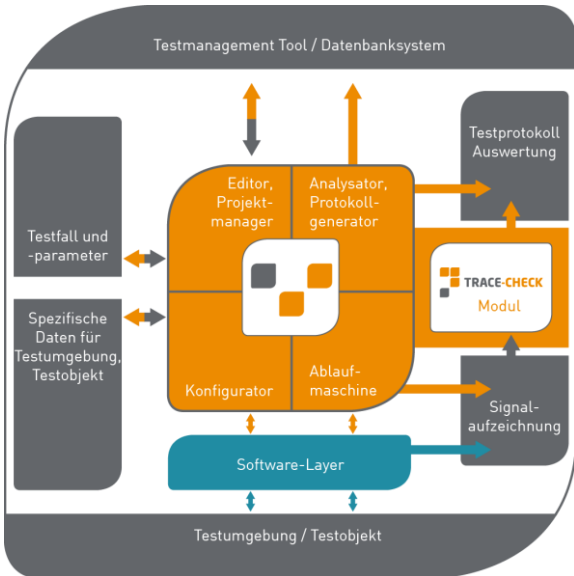 Testmanagement Tool / Datenbanksystem
Testprotokoll
Auswertung
Editor,
Projekt-
manager
Analysator,
Protokoll-
generator
Testfall und
-parameter
TRACE-CHECK
Modul
Spezifische
Daten für
Testumgebung,
Testobjekt
Konfigurator
Ablauf-
maschine
Signal-
aufzeichnung
Software-Layer
Testumgebung / Testobjekt